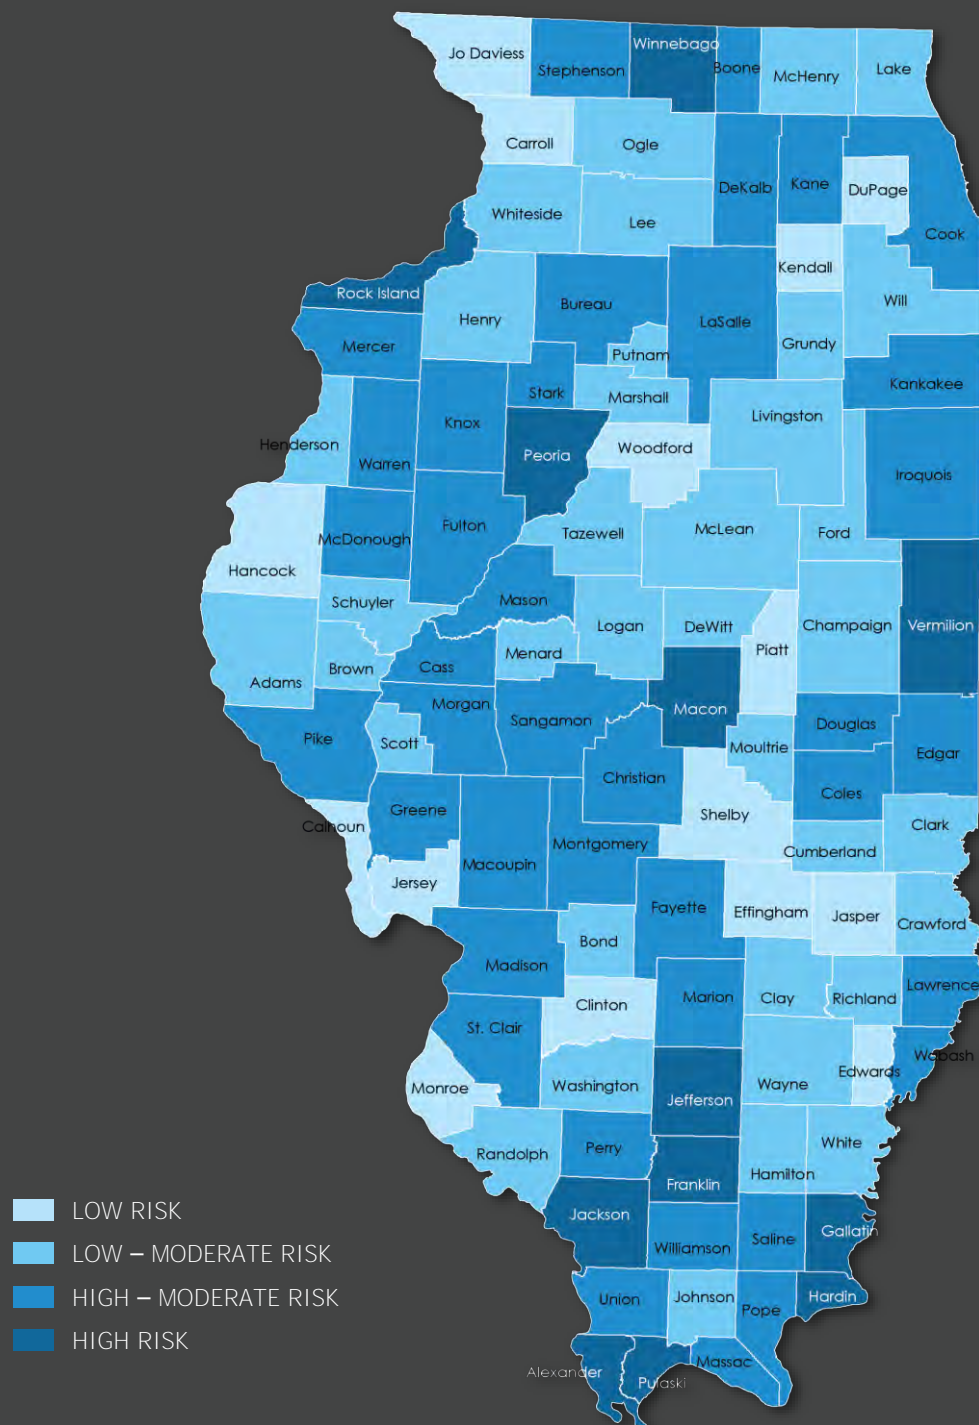 Jo Daviess
Stephenson
Winnebago
Boone
McHenry
Lake
Carroll
Ogle
DeKalb
Kane
DuPage
Cook
Whiteside
Lee
Kendall
Will
Rock Island
Henry
Bureau
LaSalle
Grundy
Mercer
Putnam
Kankakee
Stark
Marshall
Livingston
Knox
Henderson
Warren
Peoria
Woodford
Iroquois
McDonough
Fulton
Tazewell
McLean
Ford
Hancock
Schuyler
Mason
Logan
DeWitt
Piatt
Champaign
Vermilion
Adams
Brown
Cass
Menard
Morgan
Sangamon
Macon
Pike
Scott
Christian
Moultrie
Douglas
Edgar
Calhoun
Greene
Macoupin
Montgomery
Shelby
Coles
Clark
Cumberland
Jersey
Fayette
Effingham
Jasper
Crawford
Madison
Bond
Marion
Clay
Richland
Lawrence
St. Clair
Clinton
Monroe
Washington
Jefferson
Wayne
Edwards
Wabash
Randolph
Perry
Franklin
Hamilton
White
Jackson
Williamson
Saline
Gallatin
Union
Johnson
Pope
Hardin
Alexander
Pulaski
Massac
LOW RISK
LOW – MODERATE RISK
HIGH – MODERATE RISK
HIGH RISK